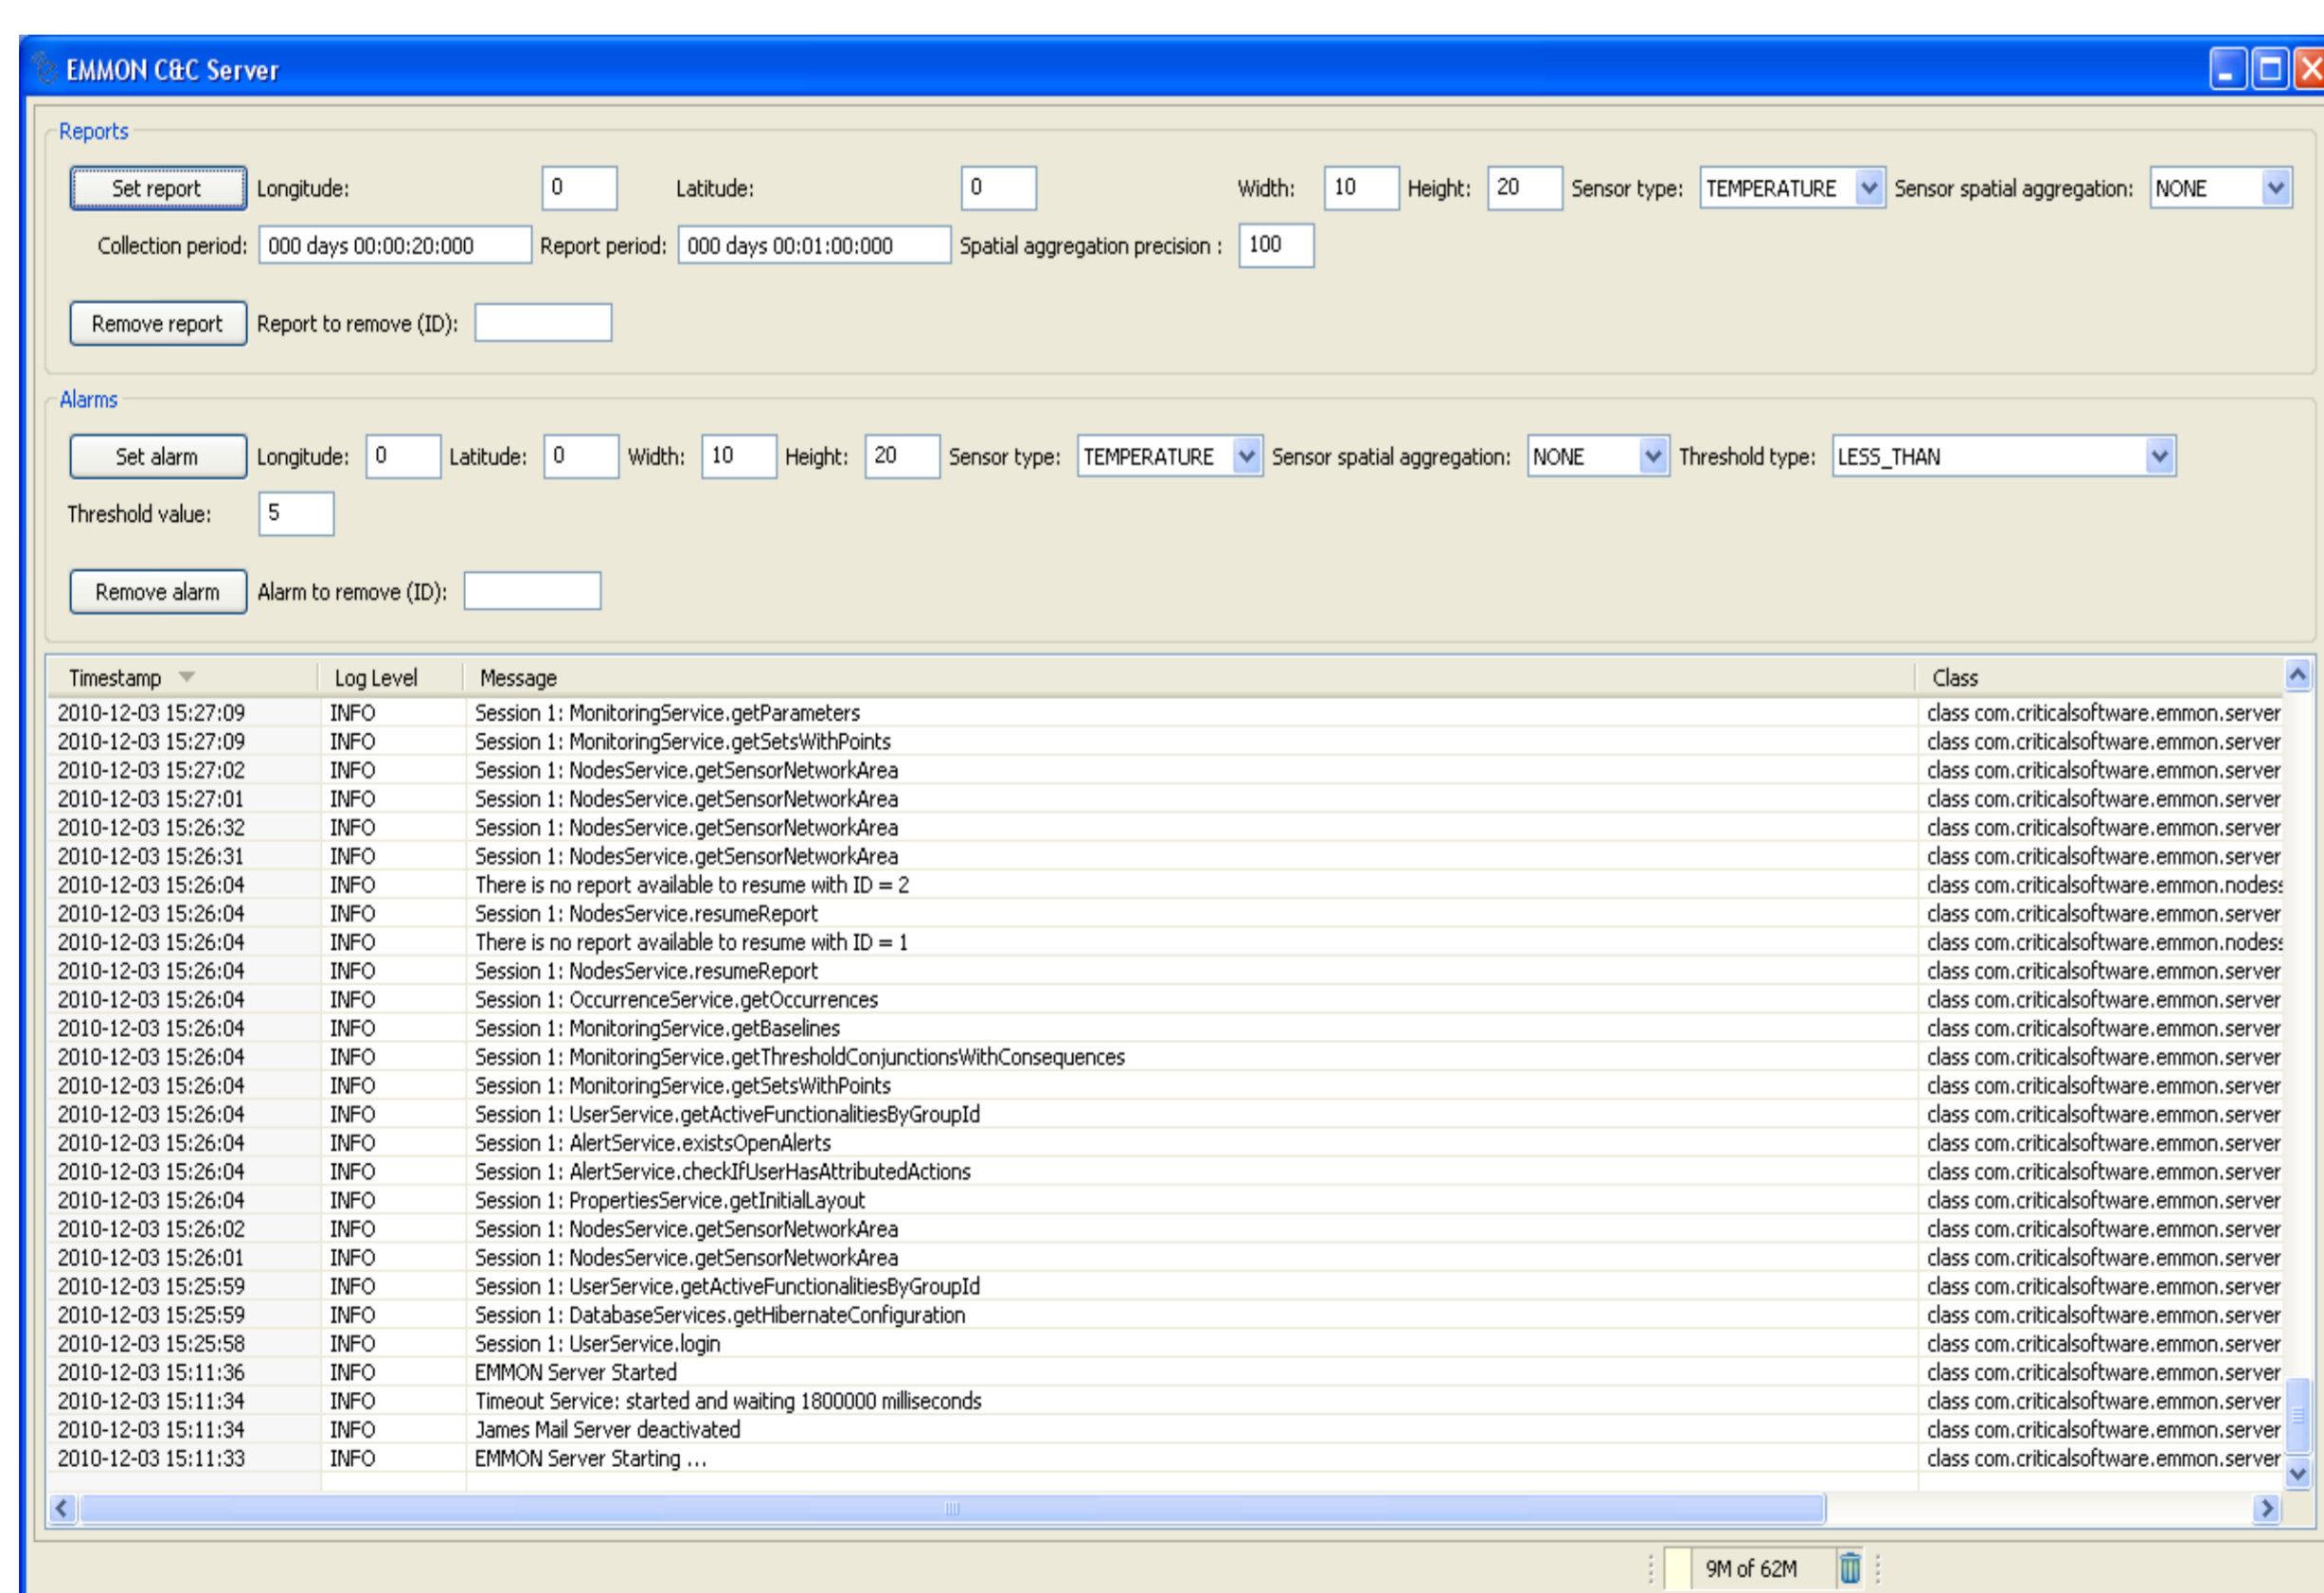 EMMON C&C Server
Reports
Set report Longitude: 0 Latitude: 0 Width: 10 Height: 20 Sensor type: TEMPERATURE Sensor spatial aggregation: NONE
Collection period: 000 days 00:00:20:000 Report period: 000 days 00:01:00:000 Spatial aggregation precision : 100
Remove report Report to remove (ID):
Alarms
Set alarm Longitude: 0 Latitude: 0 Width: 10 Height: 20 Sensor type: TEMPERATURE Sensor spatial aggregation: NONE Threshold type: LESS_THAN
Threshold value: 5
Remove alarm Alarm to remove (ID):
Timestamp Log Level Message Class
2010-12-03 15:27:09 INFO Session 1: MonitoringService.getParameters class com.criticalsoftware.emmon.server
2010-12-03 15:27:09 INFO Session 1: MonitoringService.getSetsWithPoints class com.criticalsoftware.emmon.server
2010-12-03 15:27:02 INFO Session 1: NodesService.getSensorNetworkArea class com.criticalsoftware.emmon.server
2010-12-03 15:27:01 INFO Session 1: NodesService.getSensorNetworkArea class com.criticalsoftware.emmon.server
2010-12-03 15:26:32 INFO Session 1: NodesService.getSensorNetworkArea class com.criticalsoftware.emmon.server
2010-12-03 15:26:31 INFO Session 1: NodesService.getSensorNetworkArea class com.criticalsoftware.emmon.server
2010-12-03 15:26:04 INFO There is no report available to resume with ID = 2 class com.criticalsoftware.emmon.nodess
2010-12-03 15:26:04 INFO Session 1: NodesService.resumeReport class com.criticalsoftware.emmon.server
2010-12-03 15:26:04 INFO There is no report available to resume with ID = 1 class com.criticalsoftware.emmon.nodess
2010-12-03 15:26:04 INFO Session 1: NodesService.resumeReport class com.criticalsoftware.emmon.server
2010-12-03 15:26:04 INFO Session 1: OccurrenceService.getOccurrences class com.criticalsoftware.emmon.server
2010-12-03 15:26:04 INFO Session 1: MonitoringService.getBaselines class com.criticalsoftware.emmon.server
2010-12-03 15:26:04 INFO Session 1: MonitoringService.getThresholdConjunctionsWithConsequences class com.criticalsoftware.emmon.server
2010-12-03 15:26:04 INFO Session 1: MonitoringService.getSetsWithPoints class com.criticalsoftware.emmon.server
2010-12-03 15:26:04 INFO Session 1: UserService.getActiveFunctionalitiesByGroupId class com.criticalsoftware.emmon.server
2010-12-03 15:26:04 INFO Session 1: AlertService.existsOpenAlerts class com.criticalsoftware.emmon.server
2010-12-03 15:26:04 INFO Session 1: AlertService.checkIfUserHasAttributedActions class com.criticalsoftware.emmon.server
2010-12-03 15:26:04 INFO Session 1: PropertiesService.getInitialLayout class com.criticalsoftware.emmon.server
2010-12-03 15:26:02 INFO Session 1: NodesService.getSensorNetworkArea class com.criticalsoftware.emmon.server
2010-12-03 15:26:01 INFO Session 1: NodesService.getSensorNetworkArea class com.criticalsoftware.emmon.server
2010-12-03 15:25:59 INFO Session 1: UserService.getActiveFunctionalitiesByGroupId class com.criticalsoftware.emmon.server
2010-12-03 15:25:59 INFO Session 1: DatabaseServices.getHibernateConfiguration class com.criticalsoftware.emmon.server
2010-12-03 15:25:58 INFO Session 1: UserService.login class com.criticalsoftware.emmon.server
2010-12-03 15:11:36 INFO EMMON Server Started class com.criticalsoftware.emmon.server
2010-12-03 15:11:34 INFO Timeout Service: started and waiting 1800000 milliseconds class com.criticalsoftware.emmon.server
2010-12-03 15:11:34 INFO James Mail Server deactivated class com.criticalsoftware.emmon.server
2010-12-03 15:11:33 INFO EMMON Server Starting ... class com.criticalsoftware.emmon.server
9M of 62M